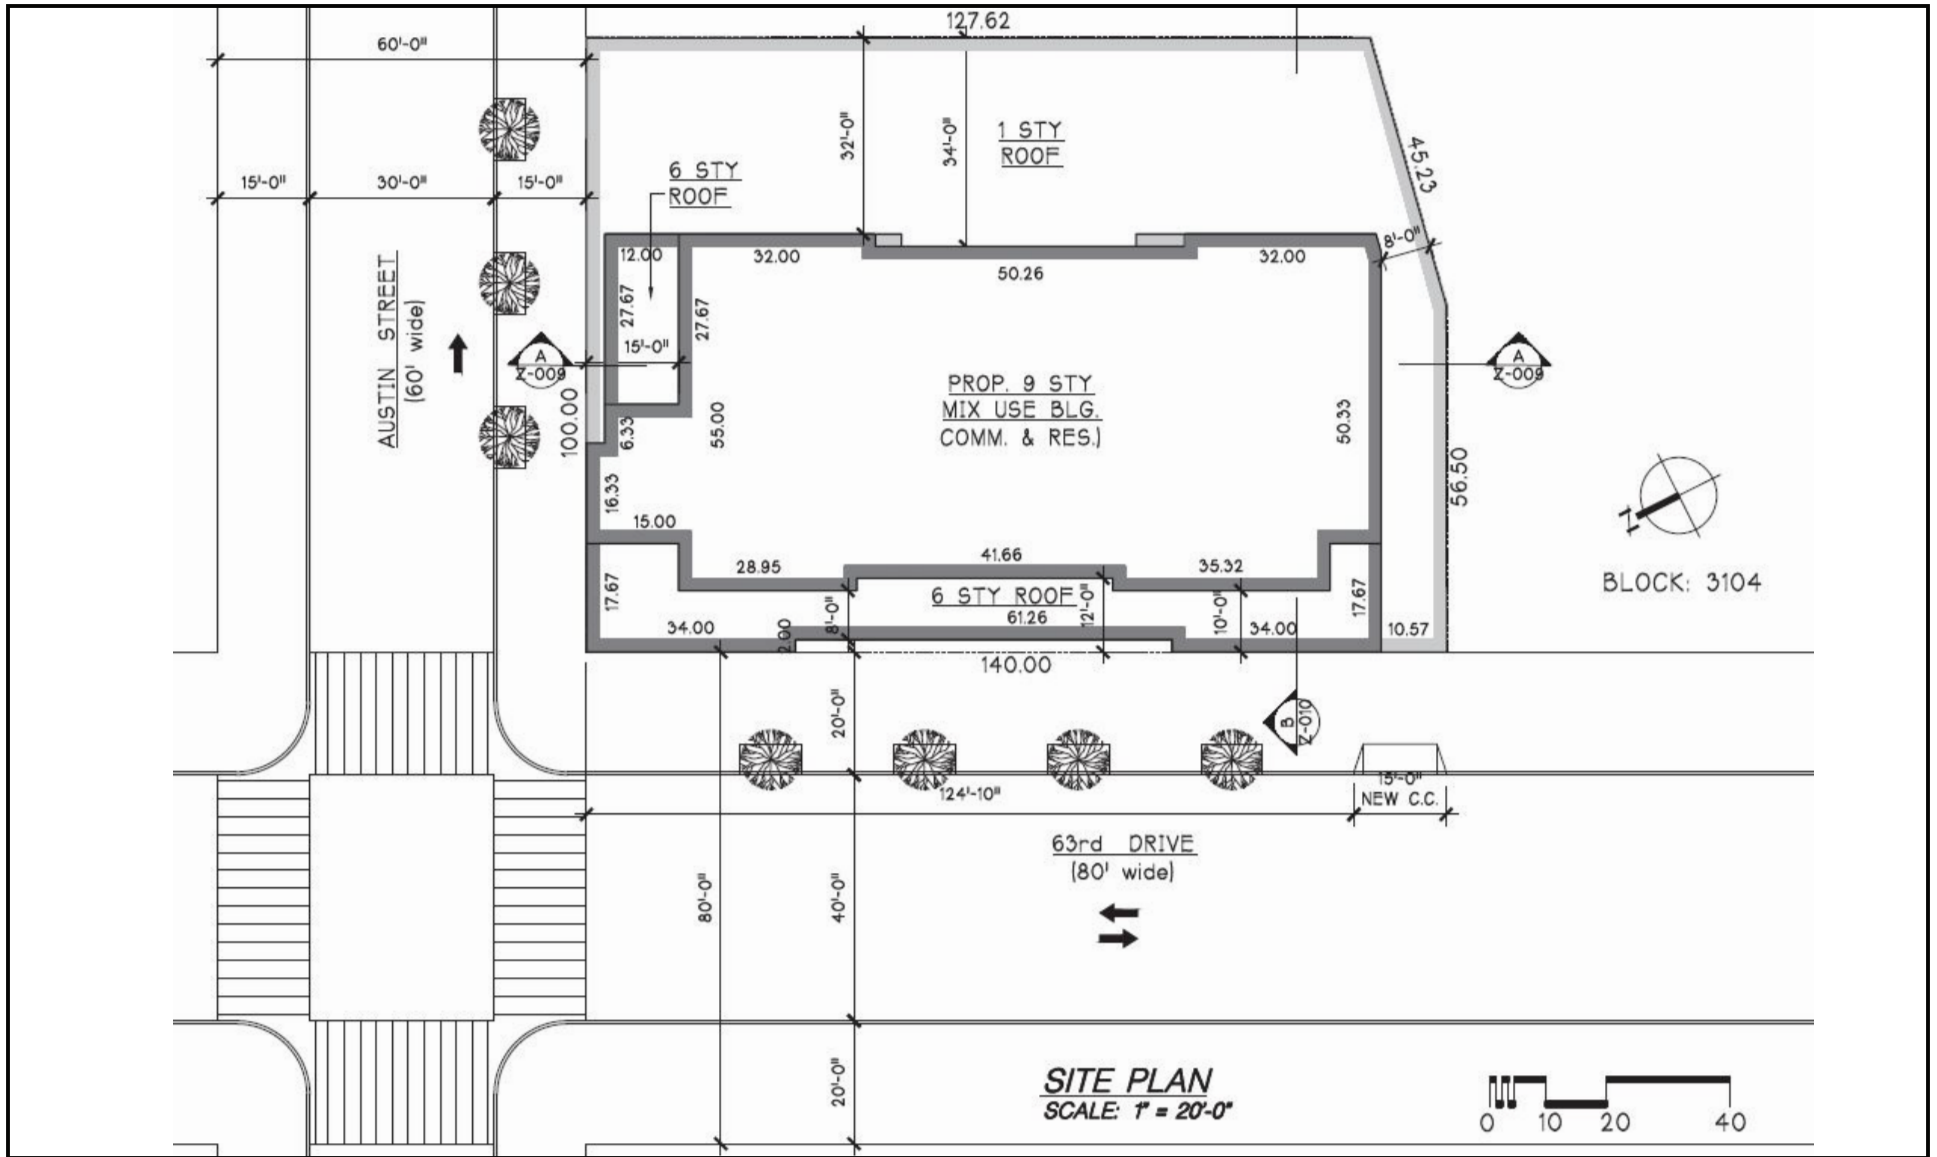 127.62
60'-0"
32'-0"
34'-0"
1 STY
ROOF
45.23
6 STY
ROOF
15'-0"
30'-0"
15'-0"
8'-0"
12.00
32.00
50.26
32.00
AUSTIN STREET
(60' wide)
27.67
27.67
15'-0"
A
Z-009
A
Z-009
100.00
6.33
55.00
PROP. 9 STY
MIX USE BLG.
COMM. & RES.)
50.33
56.50
16.33
15.00
N
28.95
41.66
35.32
BLOCK: 3104
17.67
6 STY ROOF
17.67
8'-0"
12'-0"
10'-0"
34.00
2.00
61.26
34.00
10.57
140.00
20'-0"
B
Z-010
124'-10"
15'-0"
NEW C.C.
63rd DRIVE
(80' wide)
80'-0"
40'-0"
20'-0"
SITE PLAN
SCALE: 1" = 20'-0"
0 10 20 40